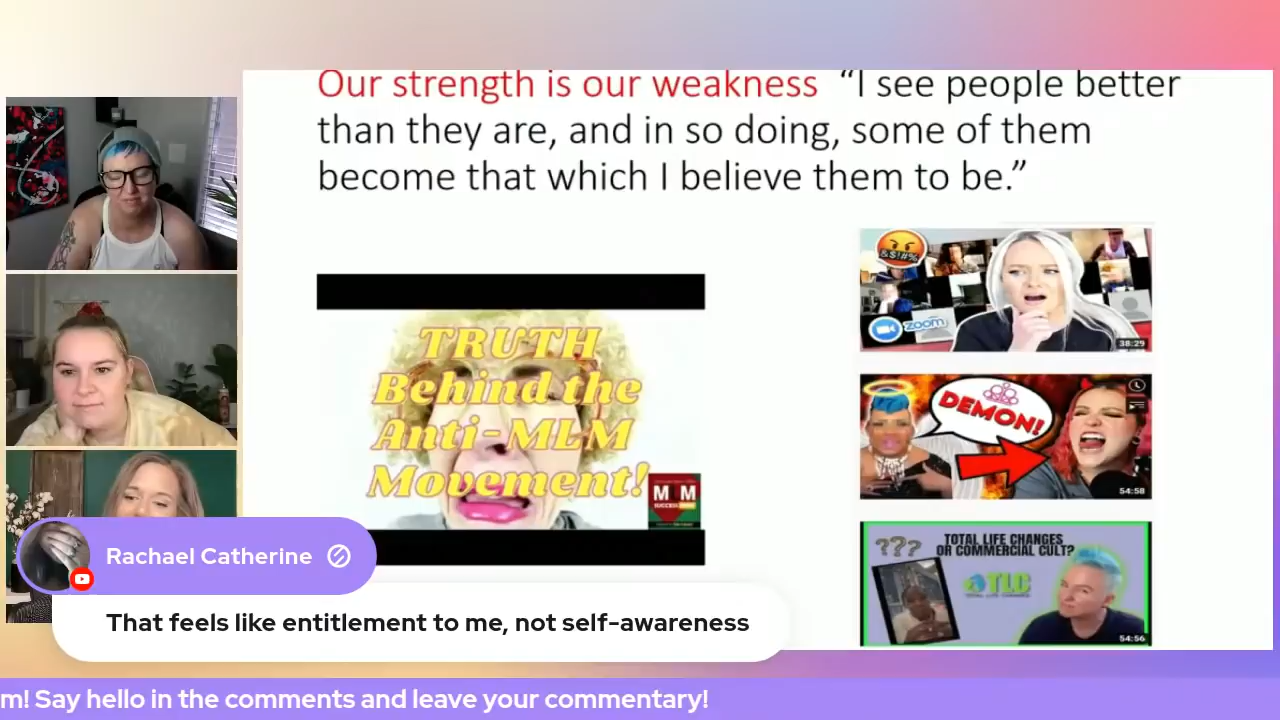 Our strength is our weakness “I see people better
than they are, and in so doing, some of them
become that which I believe them to be.”
&$!#%
zoom
38:29
TRUTH
Behind the
Anti-MLM
Movement!
MLM
SUCCESS
DEMON!
54:58
???
TOTAL LIFE CHANGES
OR COMMERCIAL CULT?
TLC
54:56
Rachael Catherine
That feels like entitlement to me, not self-awareness
m! Say hello in the comments and leave your commentary!